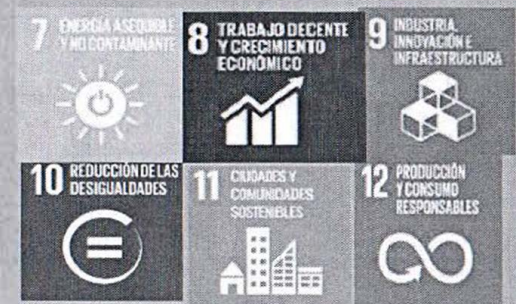 7 ENERGÍA ASEQUIBLE
Y NO CONTAMINANTE
8 TRABAJO DECENTE
Y CRECIMIENTO
ECONÓMICO
9 INDUSTRIA,
INNOVACIÓN E
INFRAESTRUCTURA
10 REDUCCIÓN DE LAS
DESIGUALDADES
11 CIUDADES Y
COMUNIDADES
SOSTENIBLES
12 PRODUCCIÓN
Y CONSUMO
RESPONSABLES